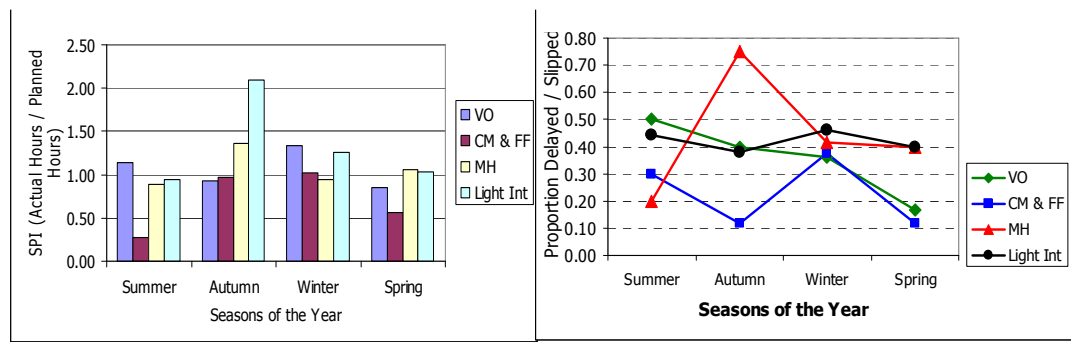 SPI (Actual Hours / Planned
Hours)
2.50
2.00
1.50
1.00
0.50
0.00
Summer
Autumn
Winter
Spring
Seasons of the Year
VO
CM & FF
MH
Light Int
Proportion Delayed / Slipped
0.80
0.70
0.60
0.50
0.40
0.30
0.20
0.10
0.00
Summer
Autumn
Winter
Spring
Seasons of the Year
VO
CM & FF
MH
Light Int